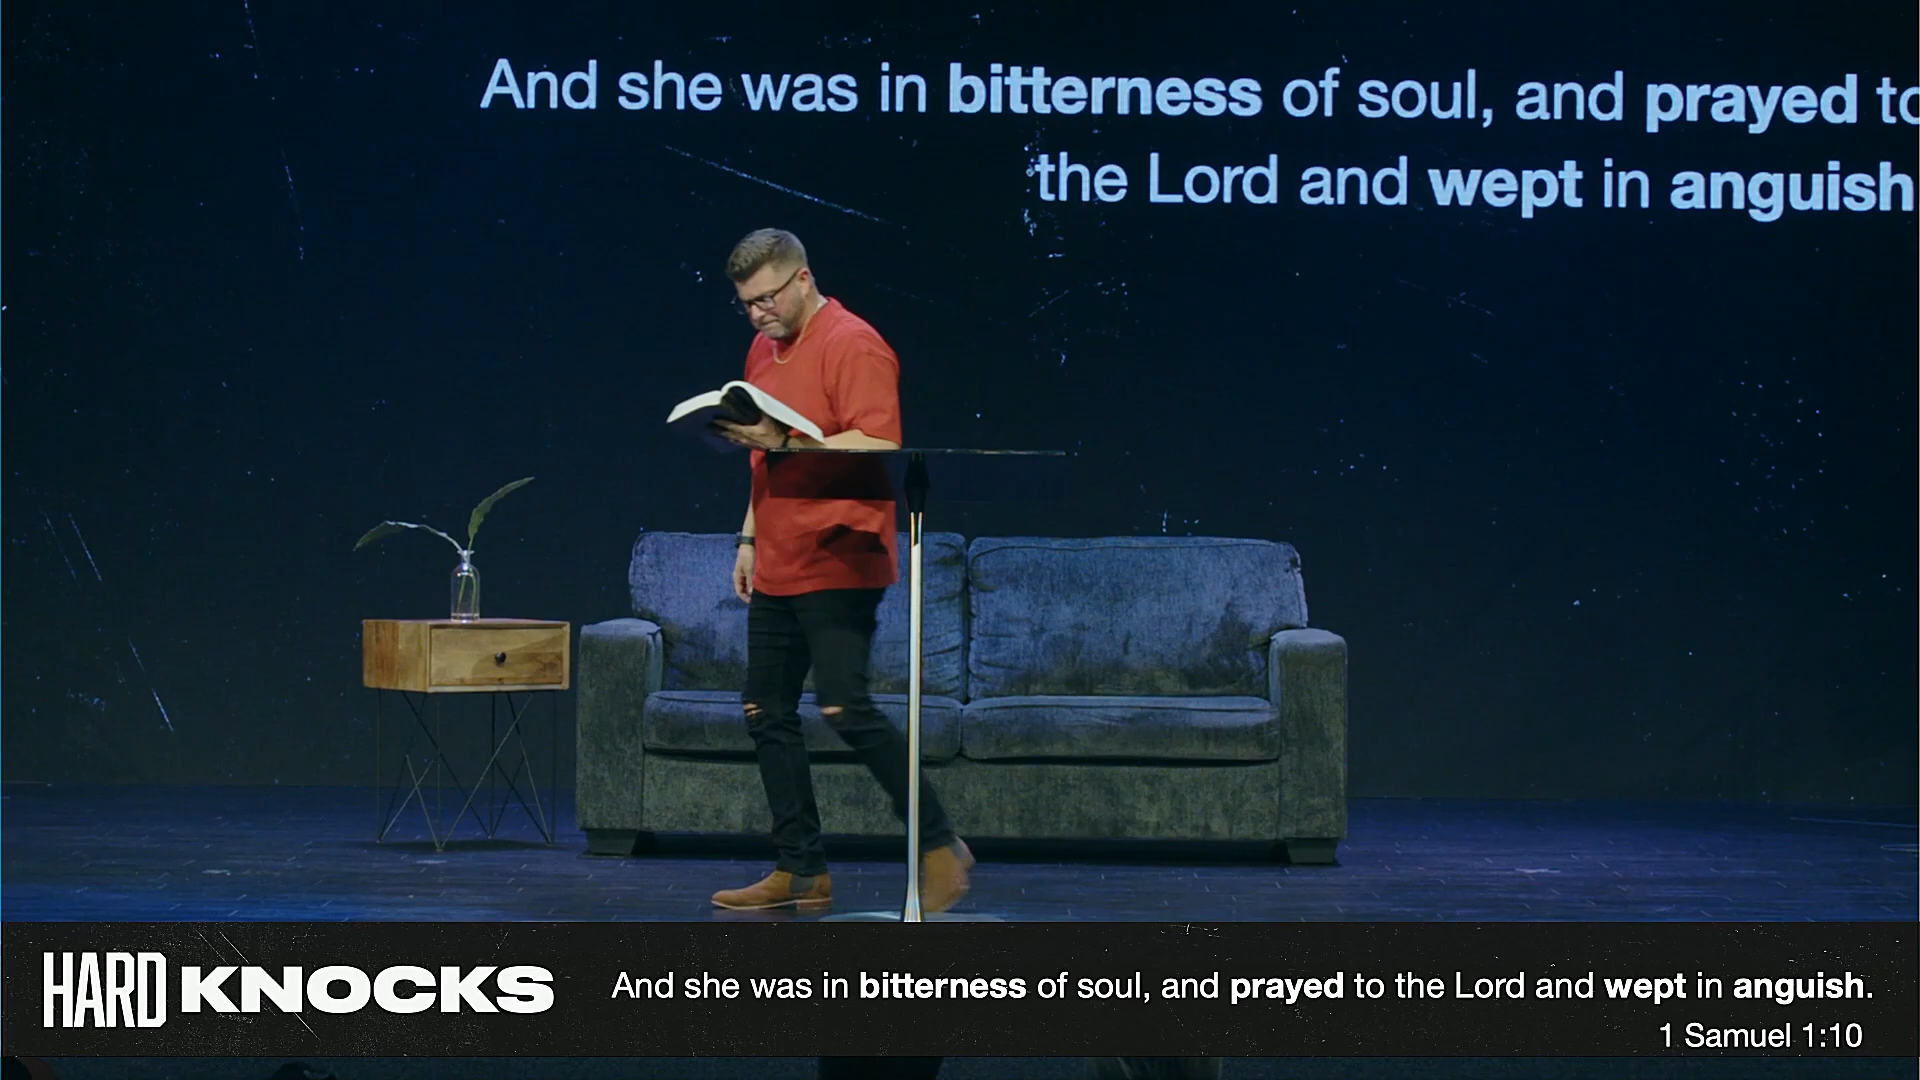 And she was in bitterness of soul, and prayed to
the Lord and wept in anguish
HARD KNOCKS
And she was in bitterness of soul, and prayed to the Lord and wept in anguish.
1 Samuel 1:10